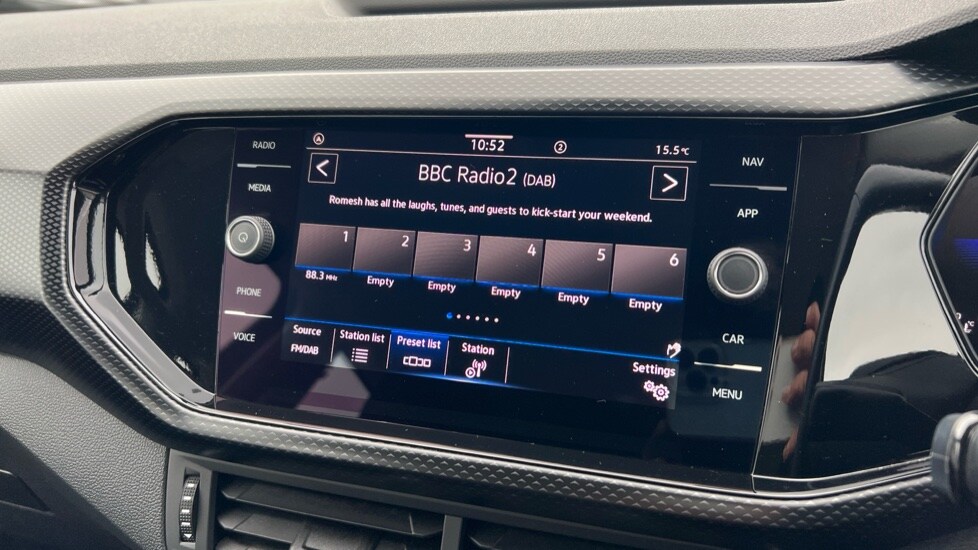 RADIO
MEDIA
PHONE
VOICE
A 10:52 2 15.5°C
< BBC Radio2 (DAB) >
Romesh has all the laughs, tunes, and guests to kick-start your weekend.
1 2 3 4 5 6
88.3 MHz Empty Empty Empty Empty Empty
Source Station list Preset list Station Settings
FM/DAB
NAV
APP
CAR
MENU